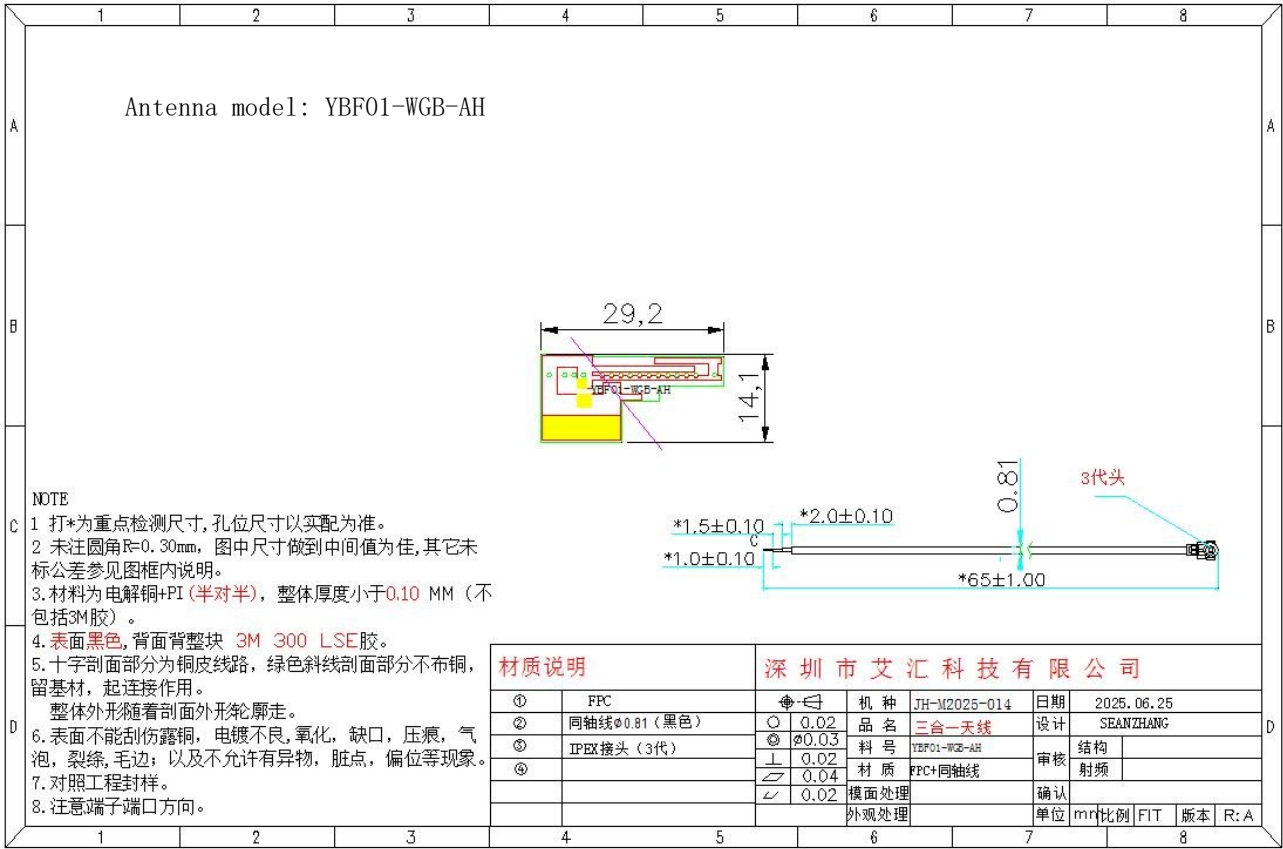 1 2 3 4 5 6 7 8
Antenna model: YBF01-WGB-AH
A A
29,2
B B
YBF01-WGB-AH
14,1
0.81
3代头
NOTE
C C
1 打*为重点检测尺寸,孔位尺寸以实配为准。
2 未注圆角R=0.30mm, 图中尺寸做到中间值为佳,其它未
标公差参见图框内说明。
3.材料为电解铜+PI(半对半), 整体厚度小于0.10 MM (不
包括3M胶) 。
4.表面黑色,背面背整块 3M 300 LSE胶。
5.十字剖面部分为铜皮线路, 绿色斜线剖面部分不布铜,
留基材, 起连接作用。
整体外形随着剖面外形轮廓走。
6.表面不能刮伤露铜, 电镀不良,氧化, 缺口, 压痕, 气
泡, 裂绦,毛边; 以及不允许有异物, 脏点, 偏位等现象。
7.对照工程封样。
8.注意端子端口方向。
*1.5±0.10
*2.0±0.10
C
*1.0±0.10
*65±1.00
材质说明
深圳市艾汇科技有限公司
① FPC
② 同轴线φ0.81(黑色)
③ IPEX接头(3代)
④
0.02
φ0.03
0.02
0.04
0.02
机 种 JH-M2025-014 日期 2025.06.25
品 名 三合一天线 设计 SEANZHANG
料 号 YBF01-WGB-AH 审核 结构
材 质 FPC+同轴线 射频
模面处理 确认
外观处理 单位 mm 比例 FIT 版本 R:A
D D
1 2 3 4 5 6 7 8